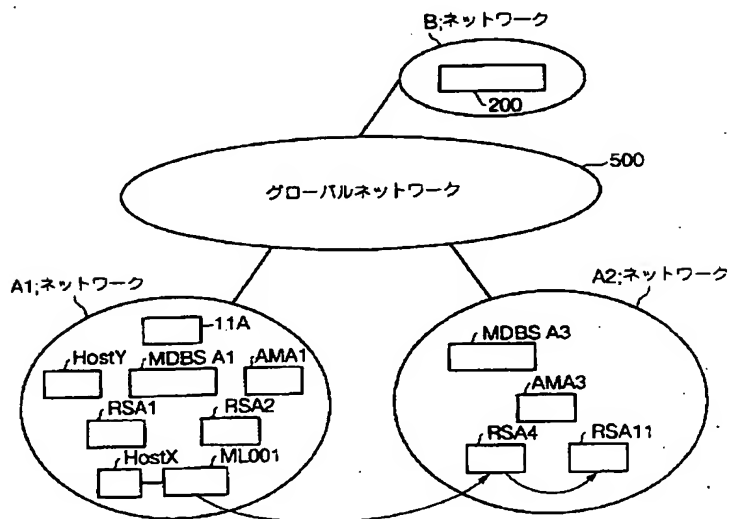 B;ネットワーク
200
500
グローバルネットワーク
A1;ネットワーク
A2;ネットワーク
11A
HostY
MDBS A1
AMA1
RSA1
RSA2
HostX
ML001
MDBS A3
AMA3
RSA4
RSA11